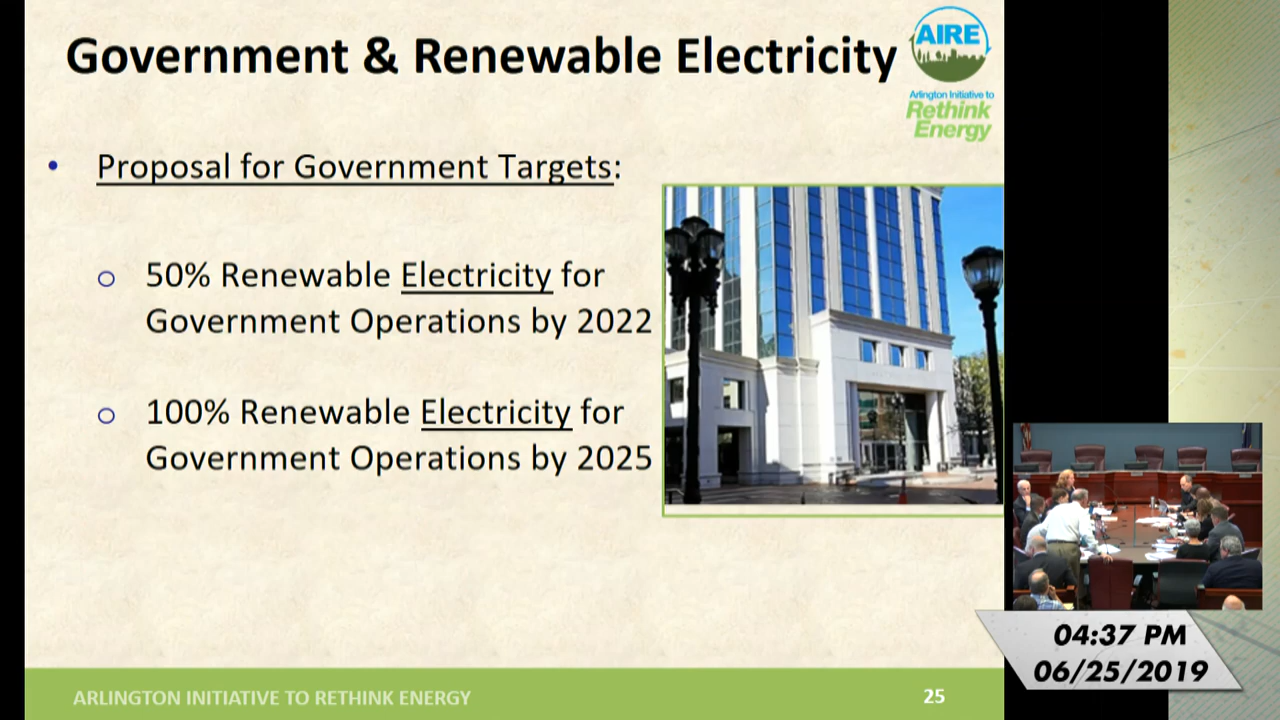 Government & Renewable Electricity
AIRE
Arlington Initiative to
Rethink
Energy
• Proposal for Government Targets:
o 50% Renewable Electricity for
Government Operations by 2022
o 100% Renewable Electricity for
Government Operations by 2025
04:37 PM
06/25/2019
ARLINGTON INITIATIVE TO RETHINK ENERGY
25